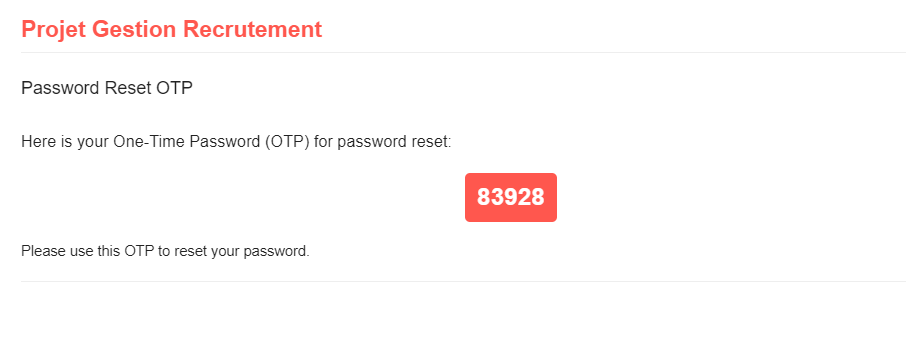 Projet Gestion Recrutement
Password Reset OTP
Here is your One-Time Password (OTP) for password reset:
83928
Please use this OTP to reset your password.